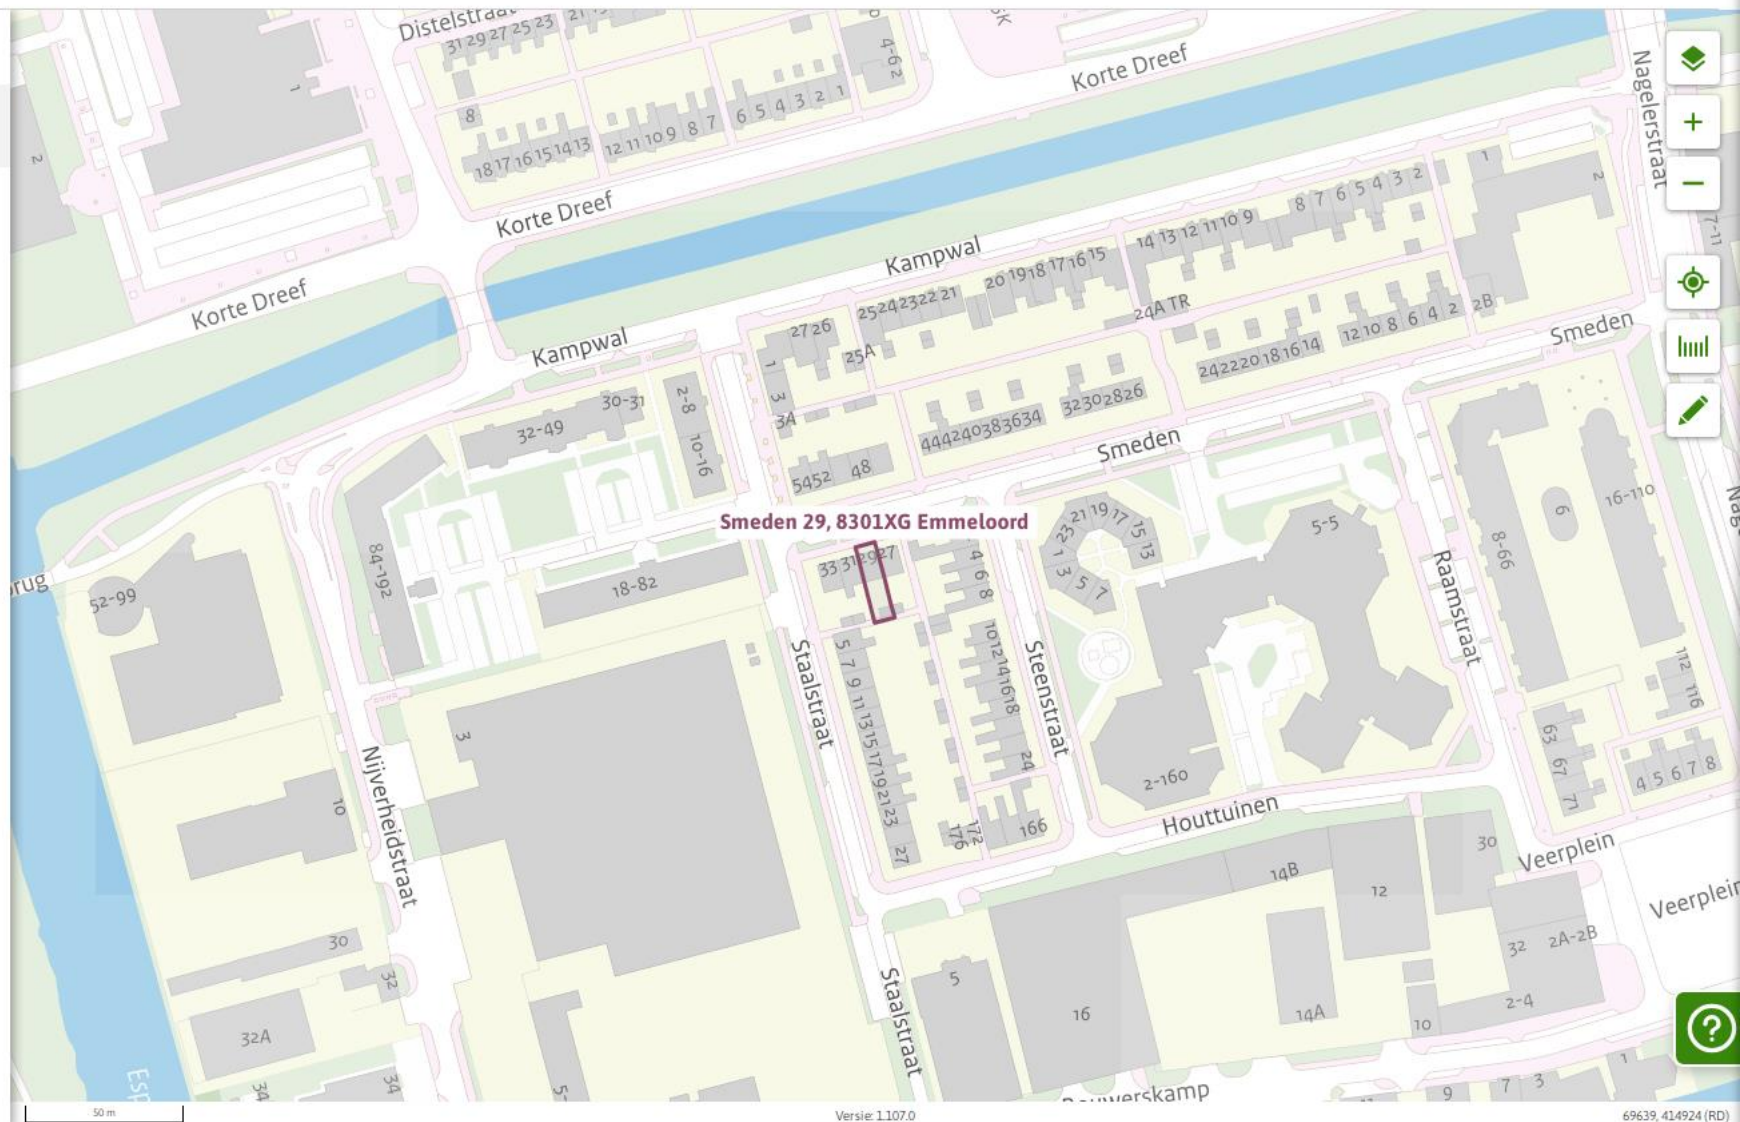 Distelstraat
31 29 27 25 23
4-6
2
8
1
2
Korte Dreef
Nagelerstraat
6 5 4 3 2 1
12 11 10 9 8 7
18 17 16 15 14 13
Korte Dreef
Kampwal
Korte Dreef
Kampwal
14 13 12 11 10 9
8 7 6 5 4 3 2
1
2
7-11
20 19 18 17 16 15
25 24 23 22 21
27 26
25A
24A TR
2B
Smeden
12 10 8 6 4 2
24 22 20 18 16 14
32 30 28 26
44 42 40 38 36 34
1
3
3A
30-31
32-49
2-8
10-16
54 52
48
Smeden
Smeden 29, 8301XG Emmeloord
33 31 29 27
4
6
8
23 21 19 17 15 13
1
3
5
7
5-5
8-66
6
16-110
84-192
18-82
52-99
rug
Staalstraat
Steenstraat
Raamstraat
5
7
9
11
13
15
17
19
21
23
27
10
12
14
16
18
24
112
116
63
67
71
4 5 6 7 8
2-160
Houttuinen
166
172
176
Nijverheidstraat
3
10
30
32
32A
34
34
Veerplein
Veerplein
14B
12
30
32
2A-2B
2-4
5
16
14A
10
Staalstraat
1
9
7
3
50 m
Versie: 1.107.0
69639, 414924 (RD)